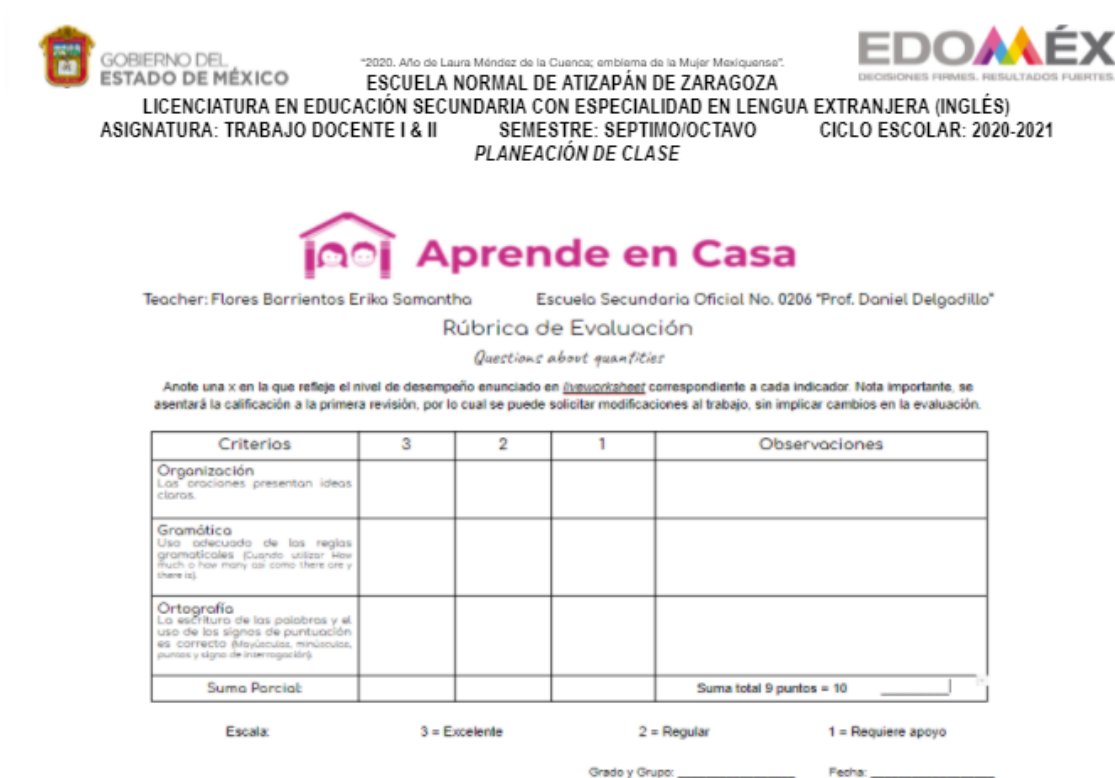 GOBIERNO DEL
ESTADO DE MÉXICO
"2020. Año de Laura Méndez de la Cuenca; emblema de la Mujer Mexiquense".
EDOMÉX
DECISIONES FIRMES. RESULTADOS FUERTES.
ESCUELA NORMAL DE ATIZAPÁN DE ZARAGOZA
LICENCIATURA EN EDUCACIÓN SECUNDARIA CON ESPECIALIDAD EN LENGUA EXTRANJERA (INGLÉS)
ASIGNATURA: TRABAJO DOCENTE I & II SEMESTRE: SEPTIMO/OCTAVO CICLO ESCOLAR: 2020-2021
PLANEACIÓN DE CLASE
Aprende en Casa
Teacher: Flores Barrientos Erika Samantha Escuela Secundaria Oficial No. 0206 "Prof. Daniel Delgadillo"
Rúbrica de Evaluación
Questions about quantities
Anote una x en la que refleje el nivel de desempeño enunciado en liveworksheet correspondiente a cada indicador. Nota importante, se
asentará la calificación a la primera revisión, por lo cual se puede solicitar modificaciones al trabajo, sin implicar cambios en la evaluación.
Criterios 3 2 1 Observaciones
Organización
Las oraciones presentan ideas
claras.
Gramática
Uso adecuado de las reglas
gramaticales (Cuando utilizar How
much o how many así como there are y
there is).
Ortografía
La escritura de las palabras y el
uso de los signos de puntuación
es correcto (Mayúsculas, minúsculas,
puntos y signo de interrogación).
Suma Parcial: Suma total 9 puntos = 10 __________
Escala: 3 = Excelente 2 = Regular 1 = Requiere apoyo
Grado y Grupo: __________________ Fecha: __________________